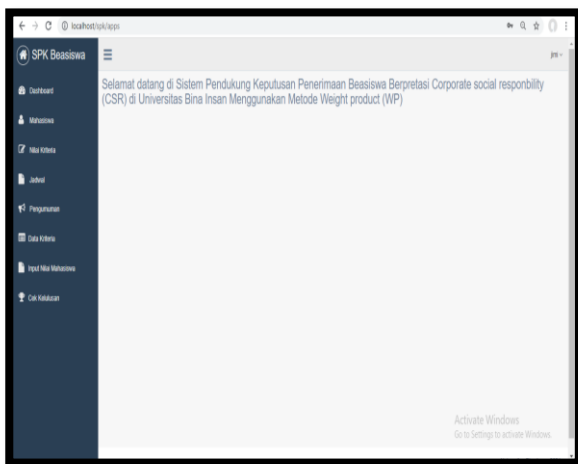 localhost/spk/apps
SPK Beasiswa
Selamat datang di Sistem Pendukung Keputusan Penerimaan Beasiswa Berpretasi Corporate social responbility
(CSR) di Universitas Bina Insan Menggunakan Metode Weight product (WP)
Dashboard
Mahasiswa
Nilai Kriteria
Jadwal
Pengumuman
Data Kriteria
Input Nilai Mahasiswa
Cek Kelulusan
Activate Windows
Go to Settings to activate Windows.